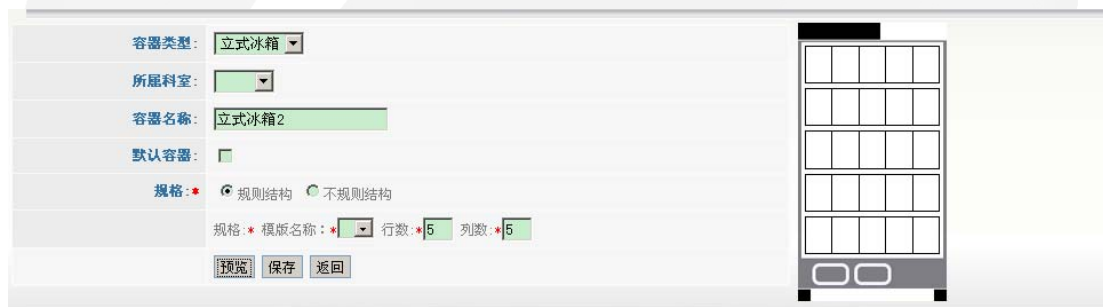 容器类型: 立式冰箱
所属科室:
容器名称: 立式冰箱2
默认容器:
规格:* 规则结构 不规则结构
规格:* 模版名称:* 行数:*5 列数:*5
预览 保存 返回